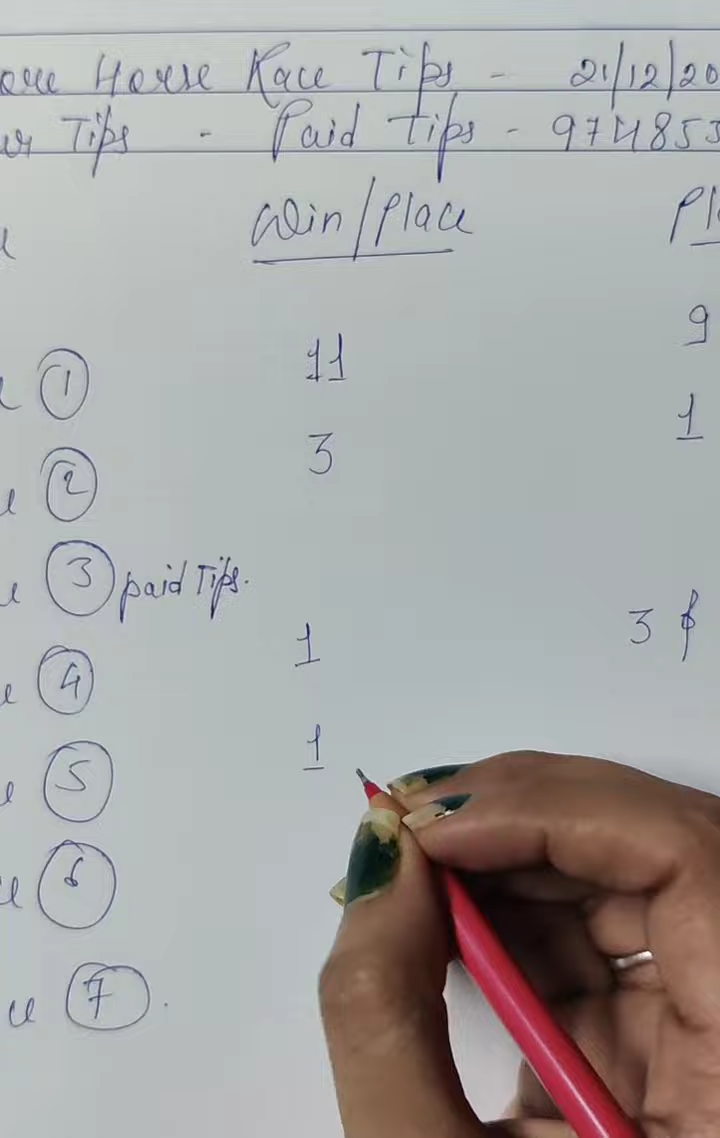 Horse Race Tips - 21/12/20
Tips - Paid Tips - 974853
Win/Place Pl
① 11 9
② 3 1
③ paid Tips.
④ 1 3
⑤ 1
⑥
⑦.